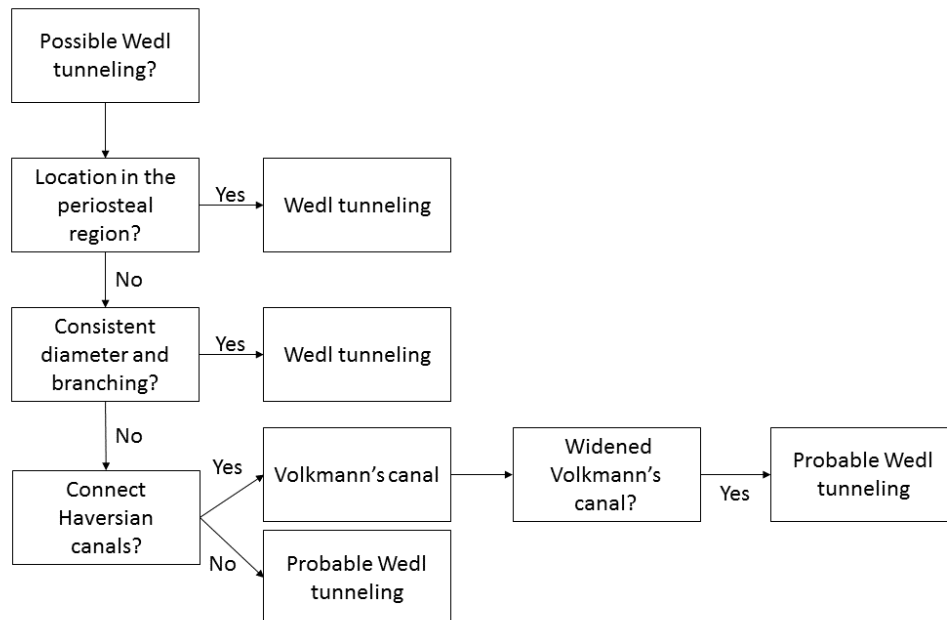 Possible Wedl
tunneling?
Location in the
periosteal
region?
Yes
Wedl tunneling
No
Consistent
diameter and
branching?
Yes
Wedl tunneling
No
Connect
Haversian
canals?
Yes
Volkmann's canal
Widened
Volkmann's
canal?
Yes
Probable Wedl
tunneling
No
Probable Wedl
tunneling